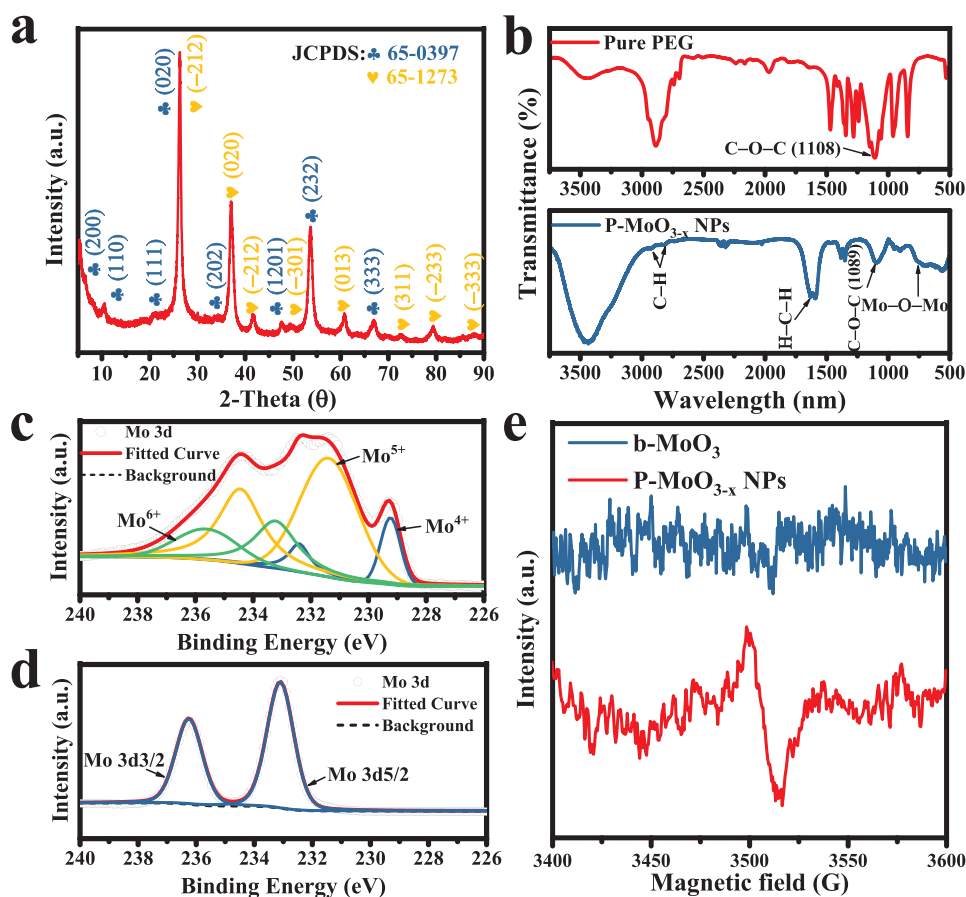 a
JCPDS:♣ 65-0397
♥ 65-1273
♣ (200)
♣ (110)
♣ (111)
♣ (020)
♥ (−212)
♣ (202)
♥ (020)
♥ (−212)
♣ (1201)
♥ (−301)
♣ (232)
♥ (013)
♣ (333)
♥ (311)
♥ (−233)
♥ (−333)
Intensity (a.u.)
10 20 30 40 50 60 70 80 90
2-Theta (θ)
b
Pure PEG
C–O–C (1108)
3500 3000 2500 2000 1500 1000 500
P-MoO3-x NPs
C–H
H–C–H
C–O–C (1089)
Mo–O–Mo
Transmittance (%)
3500 3000 2500 2000 1500 1000 500
Wavelength (nm)
c
Mo 3d
Fitted Curve
Background
Mo5+
Mo6+
Mo4+
Intensity (a.u.)
240 238 236 234 232 230 228 226
Binding Energy (eV)
d
Mo 3d
Fitted Curve
Background
Mo 3d3/2
Mo 3d5/2
Intensity (a.u.)
240 238 236 234 232 230 228 226
Binding Energy (eV)
e
b-MoO3
P-MoO3-x NPs
Intensity (a.u.)
3400 3450 3500 3550 3600
Magnetic field (G)